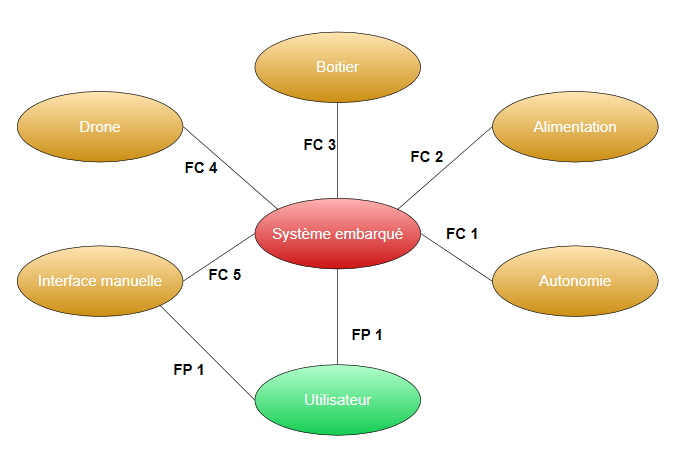 Boitier
Drone
Alimentation
FC 3
FC 4
FC 2
Système embarqué
FC 1
Interface manuelle
FC 5
Autonomie
FP 1
FP 1
Utilisateur